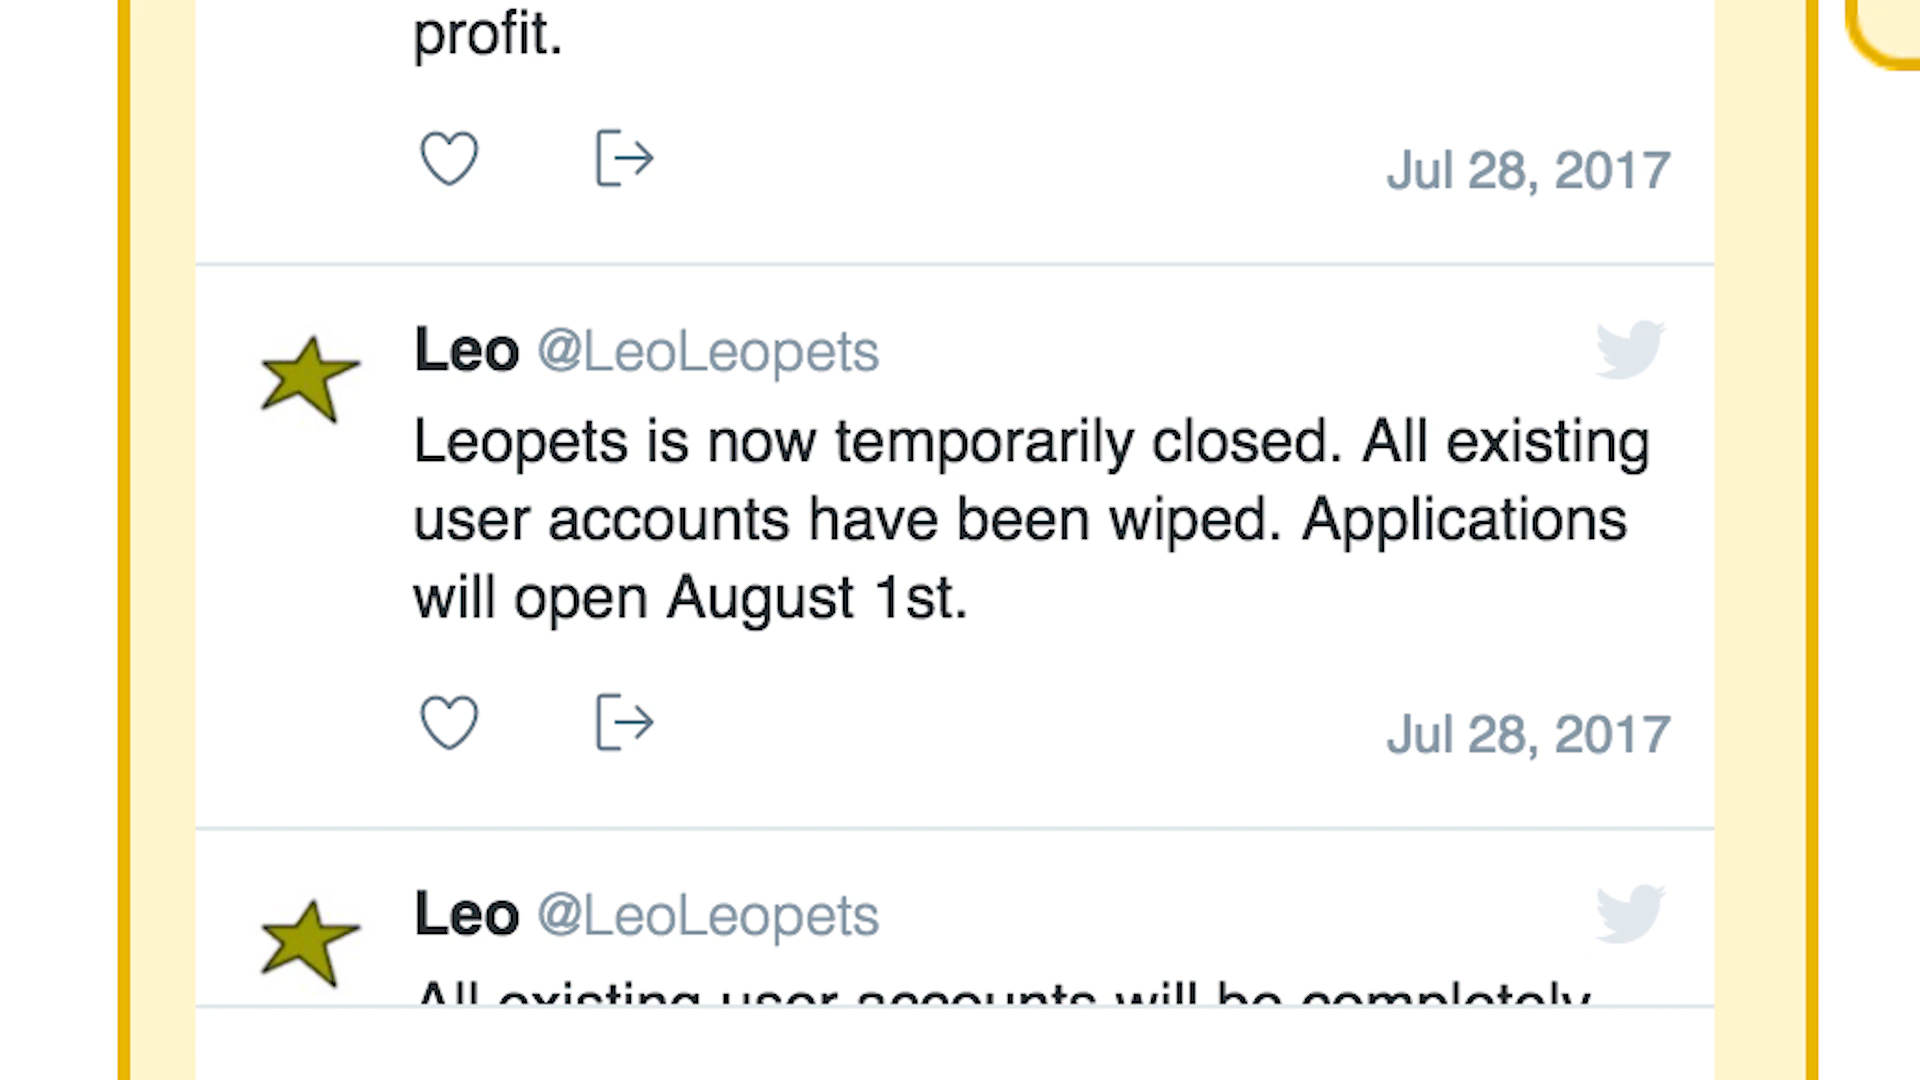 profit.
Jul 28, 2017
Leo @LeoLeopets
Leopets is now temporarily closed. All existing
user accounts have been wiped. Applications
will open August 1st.
Jul 28, 2017
Leo @LeoLeopets
All existing user accounts will be completely